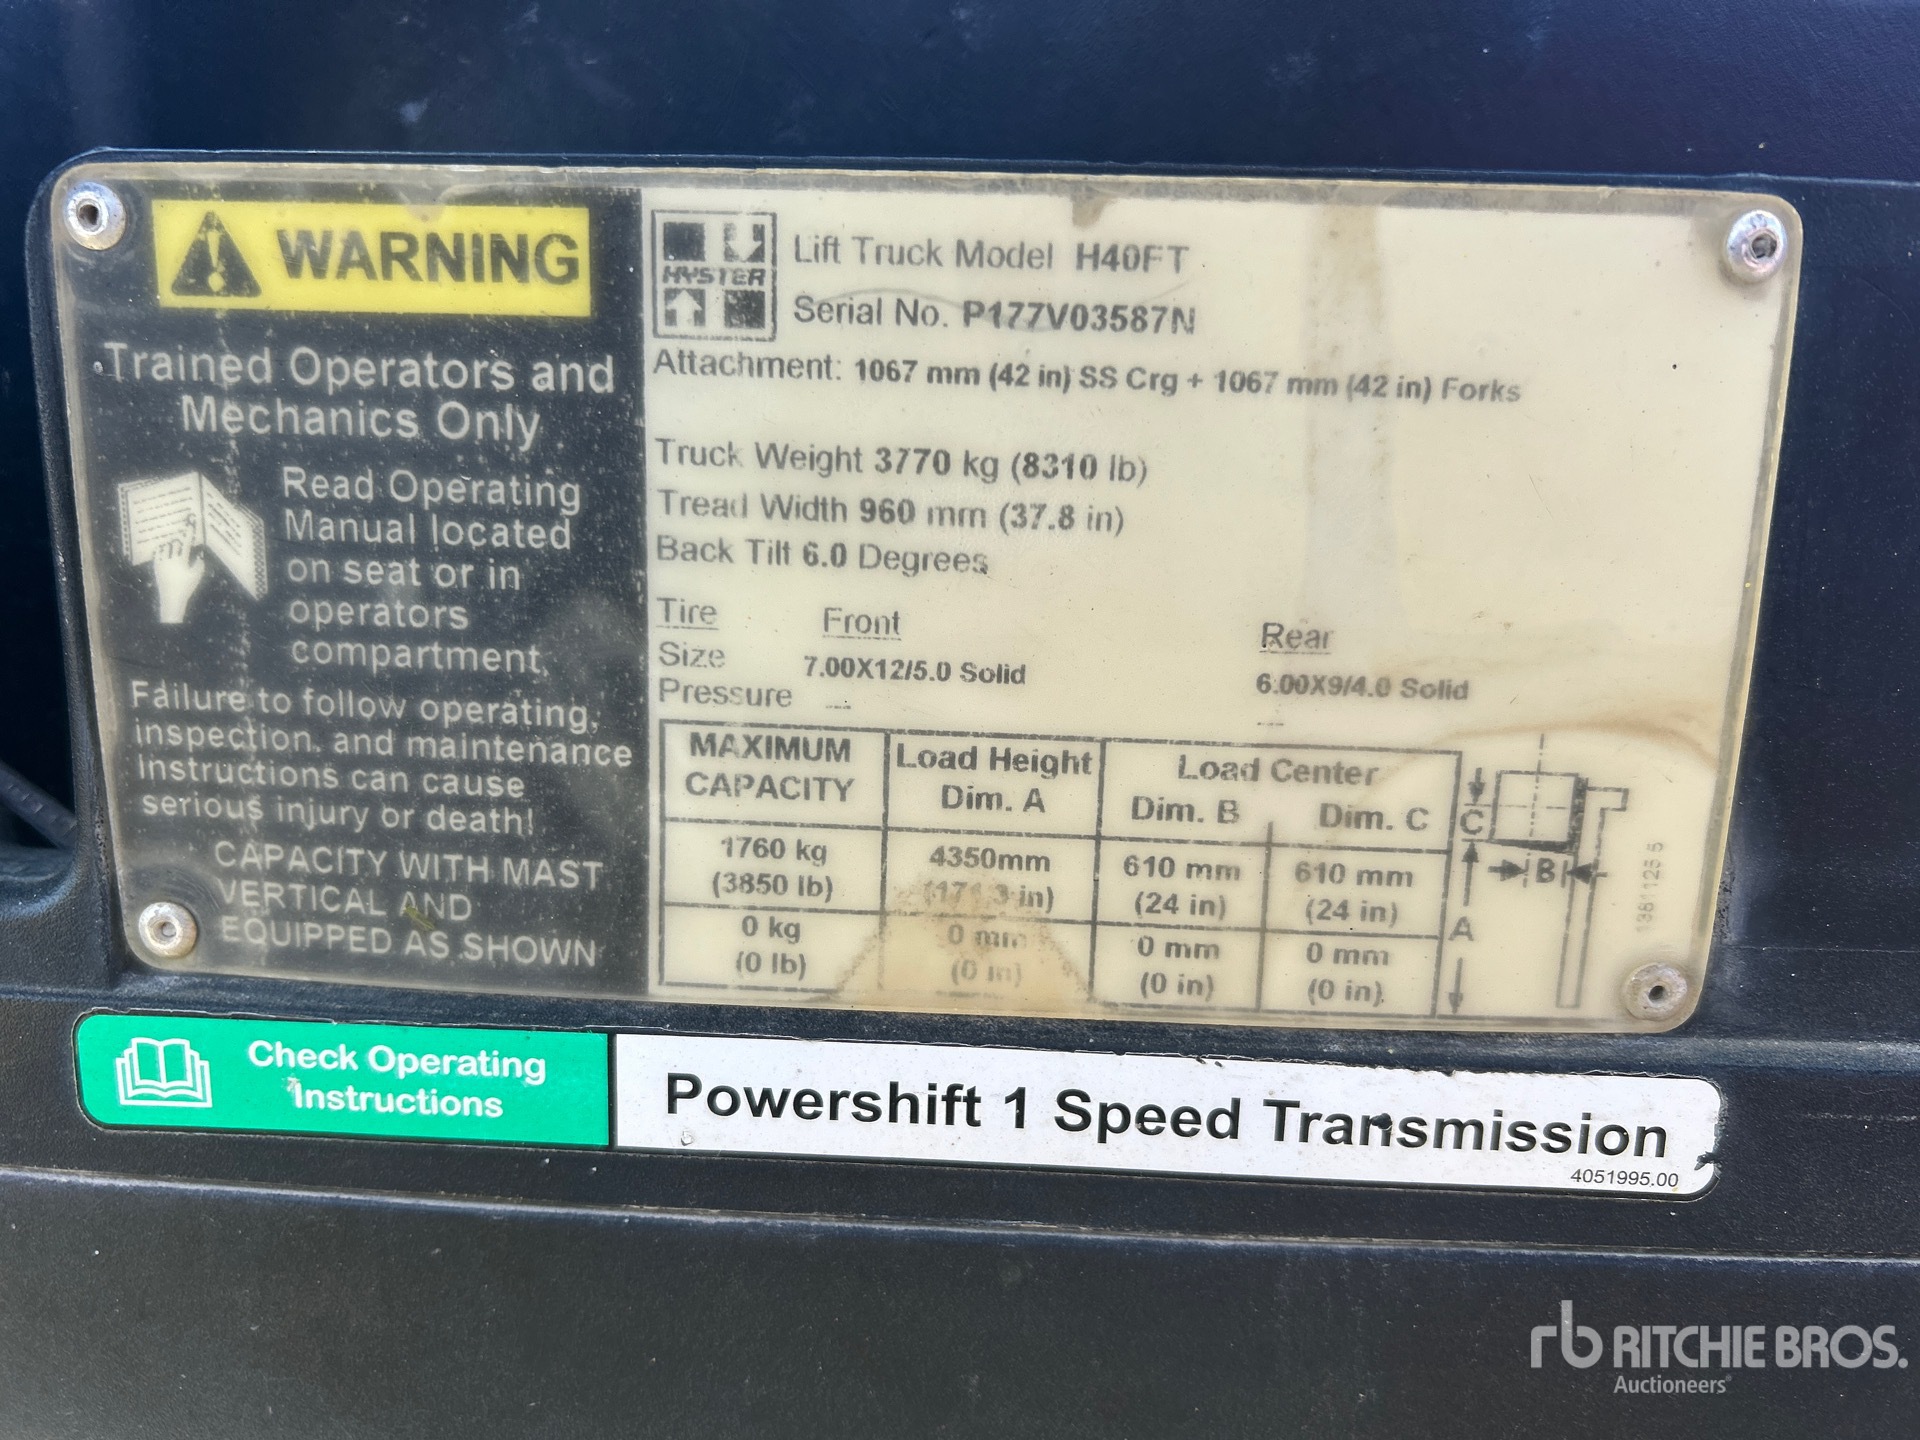 WARNING
Trained Operators and
Mechanics Only
Read Operating
Manual located
on seat or in
operators
compartment.
Failure to follow operating,
inspection, and maintenance
instructions can cause
serious injury or death!
CAPACITY WITH MAST
VERTICAL AND
EQUIPPED AS SHOWN
HYSTER
Lift Truck Model H40FT
Serial No. P177V03587N
Attachment: 1067 mm (42 in) SS Crg + 1067 mm (42 in) Forks
Truck Weight 3770 kg (8310 lb)
Tread Width 960 mm (37.8 in)
Back Tilt 6.0 Degrees
Tire Front Rear
Size 7.00X12/5.0 Solid 6.00X9/4.0 Solid
Pressure --- ---
MAXIMUM CAPACITY Load Height Dim. A Load Center
Dim. B Dim. C
1760 kg 4350mm 610 mm 610 mm
(3850 lb) (171.3 in) (24 in) (24 in)
0 kg 0 mm 0 mm 0 mm
(0 lb) (0 in) (0 in) (0 in)
C
B
A
1381125 5
Check Operating
Instructions
Powershift 1 Speed Transmission
4051995.00
rb RITCHIE BROS.
Auctioneers